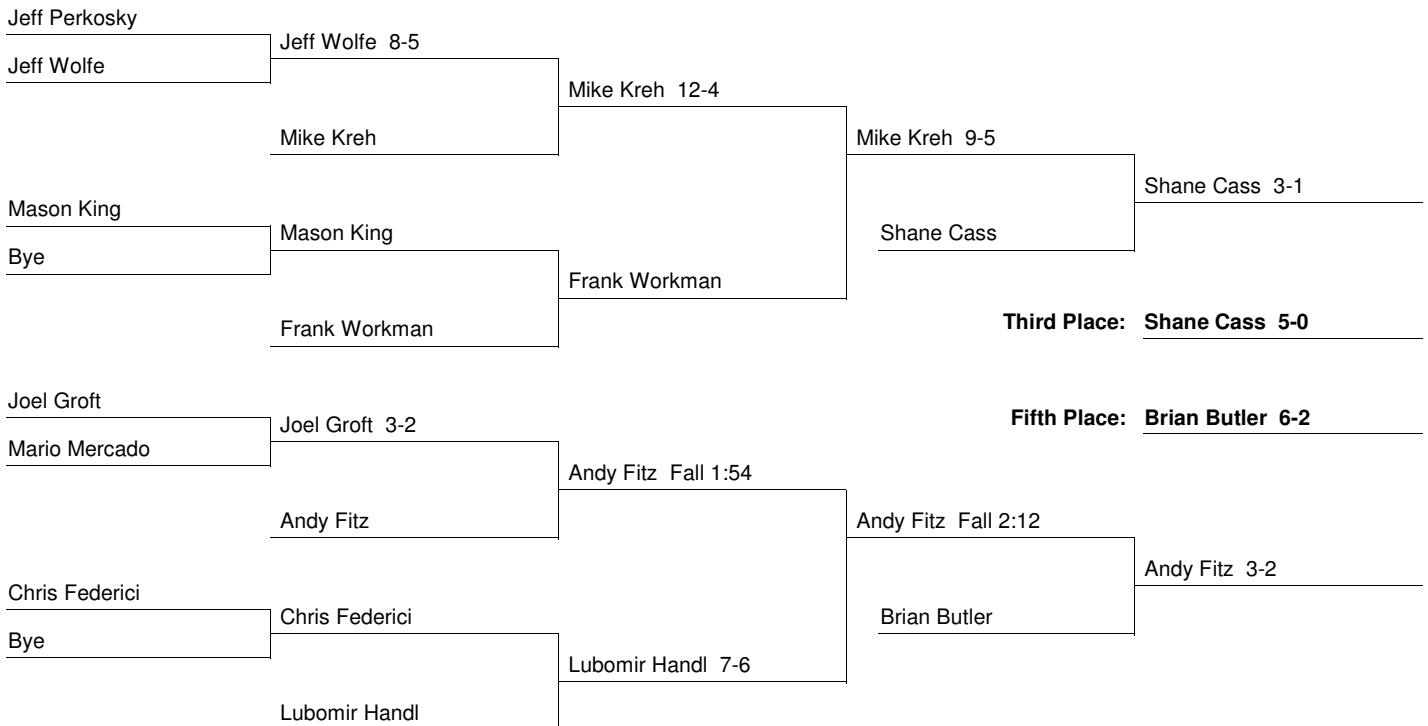 Jeff Perkosky
Jeff Wolfe 8-5
Jeff Wolfe
Mike Kreh 12-4
Mike Kreh
Mike Kreh 9-5
Shane Cass 3-1
Mason King
Mason King
Shane Cass
Bye
Frank Workman
Frank Workman
Third Place: Shane Cass 5-0
Joel Groft
Joel Groft 3-2
Fifth Place: Brian Butler 6-2
Mario Mercado
Andy Fitz Fall 1:54
Andy Fitz
Andy Fitz Fall 2:12
Andy Fitz 3-2
Chris Federici
Chris Federici
Brian Butler
Bye
Lubomir Handl 7-6
Lubomir Handl